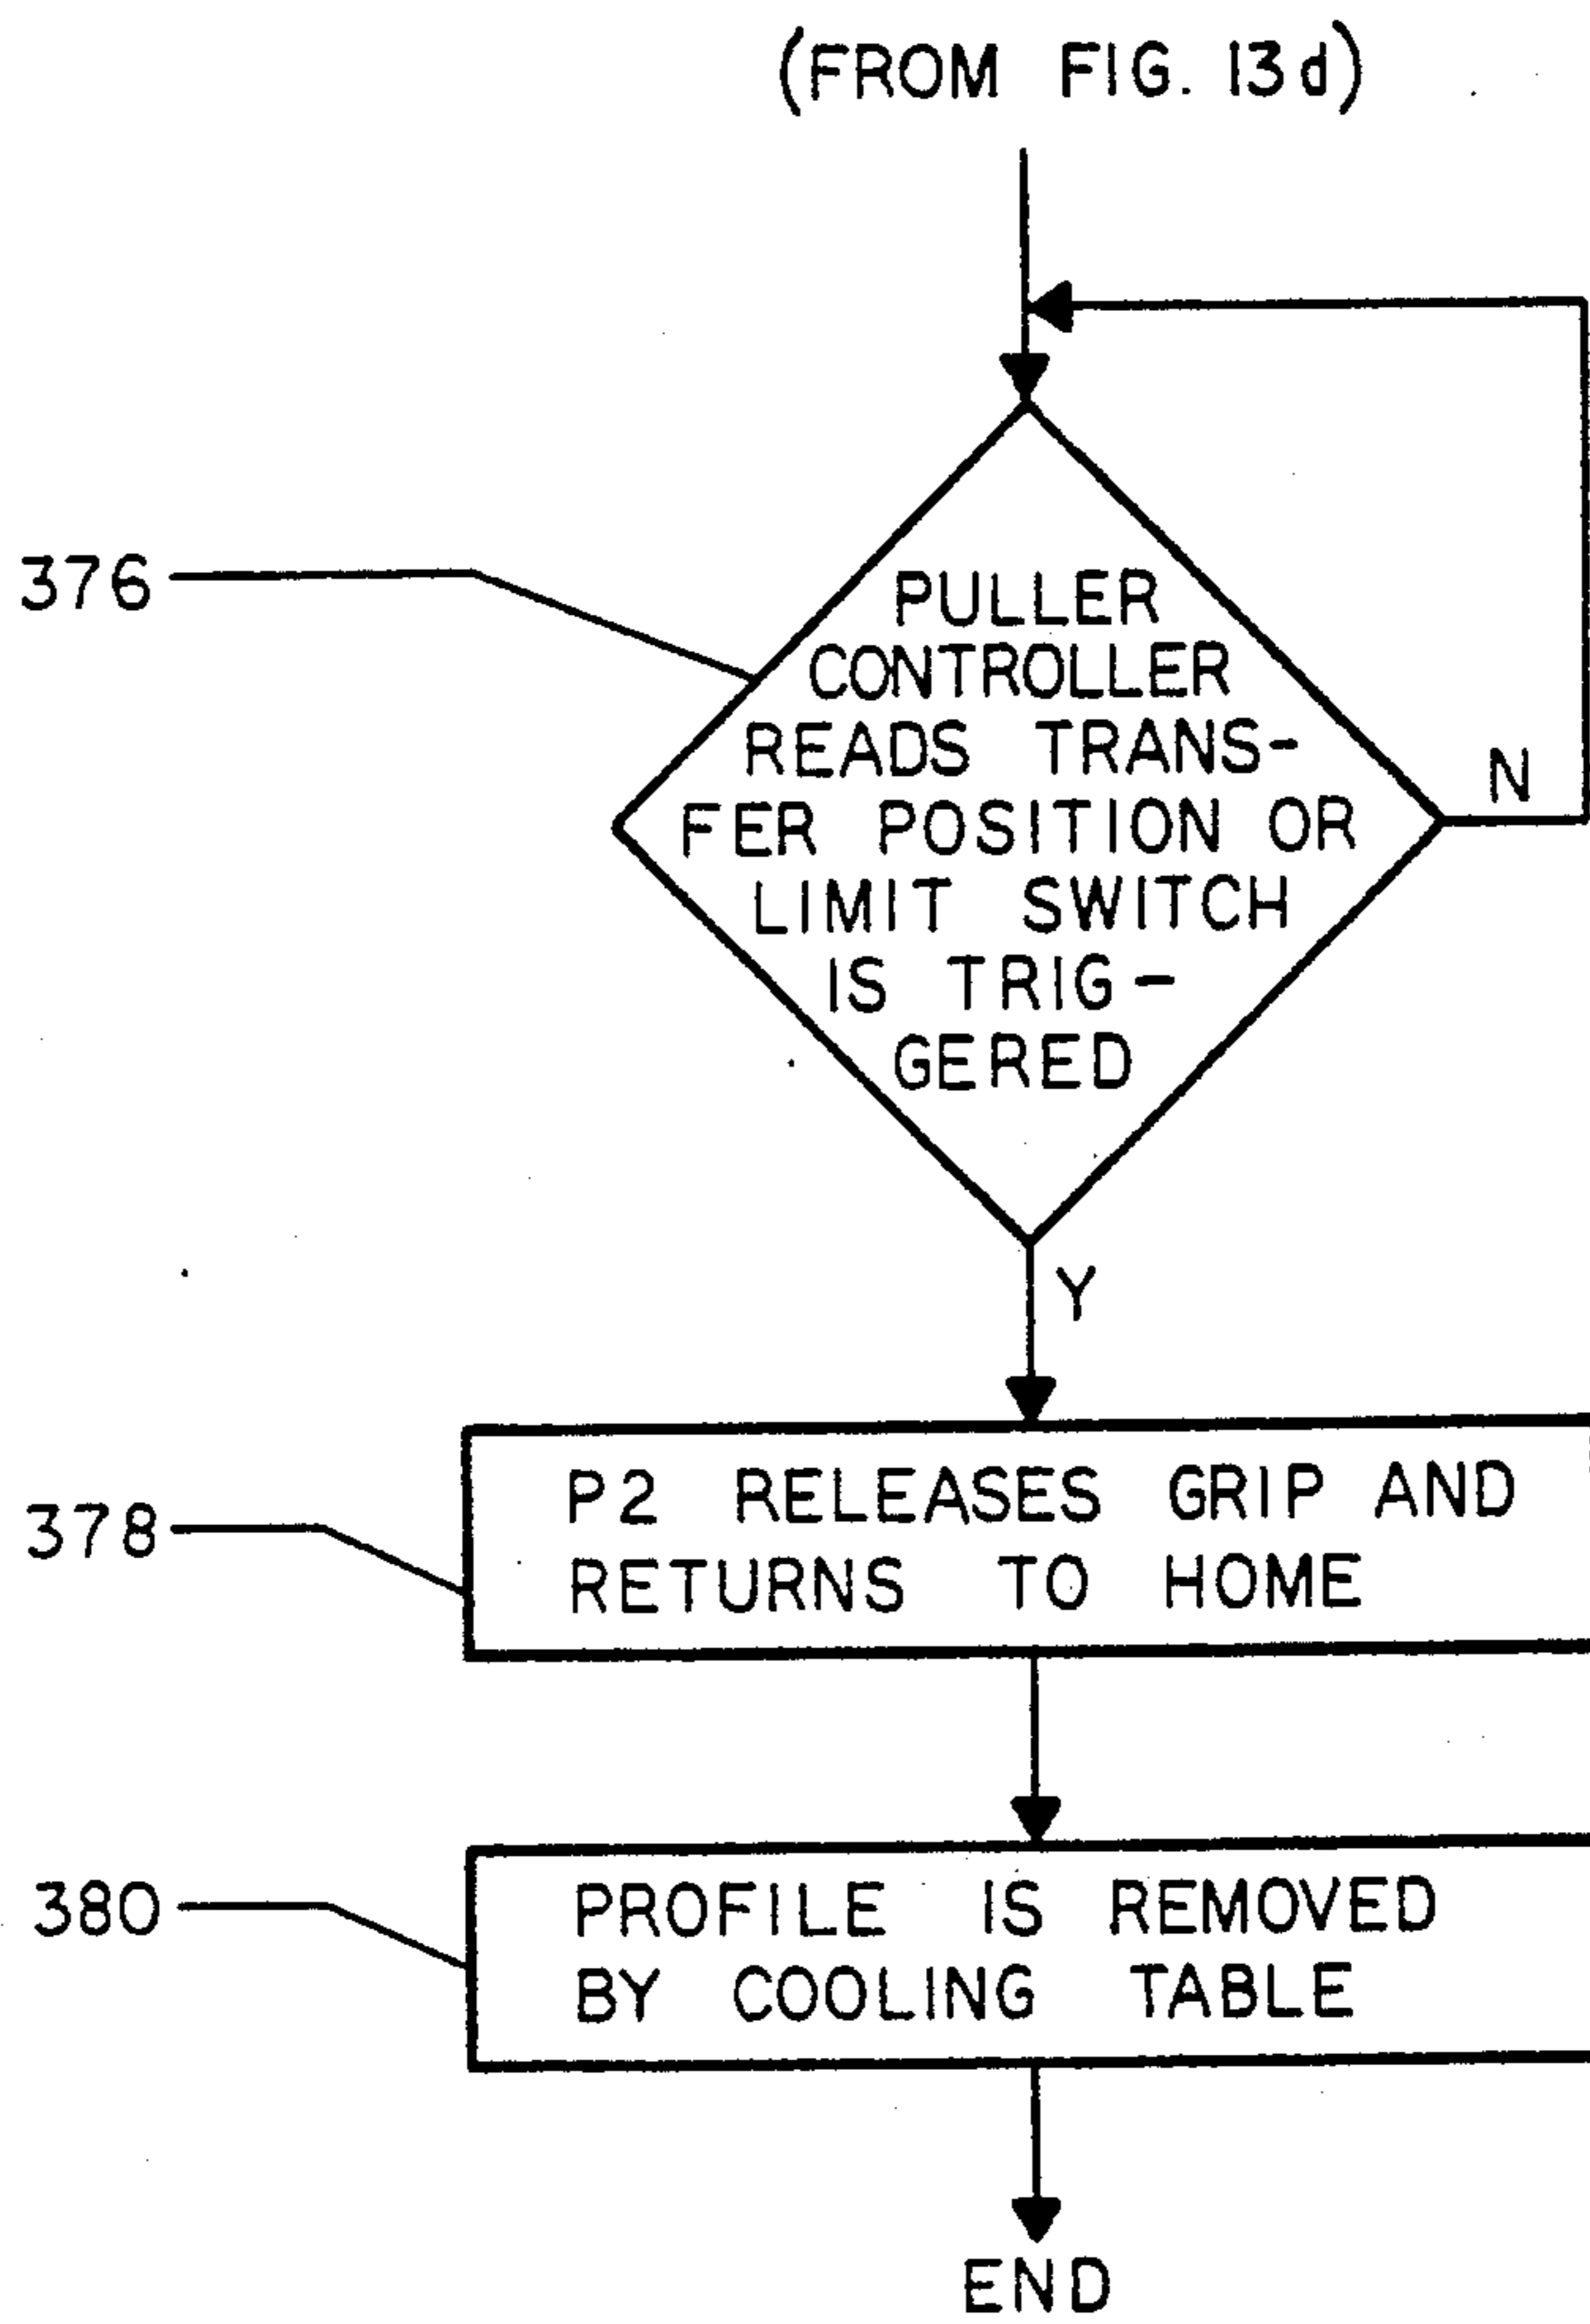 (FROM FIG. 13d)
376
PULLER
CONTROLLER
READS TRANS-
FER POSITION OR
LIMIT SWITCH
IS TRIG-
GERED
N
Y
378
P2 RELEASES GRIP AND
RETURNS TO HOME
380
PROFILE IS REMOVED
BY COOLING TABLE
END